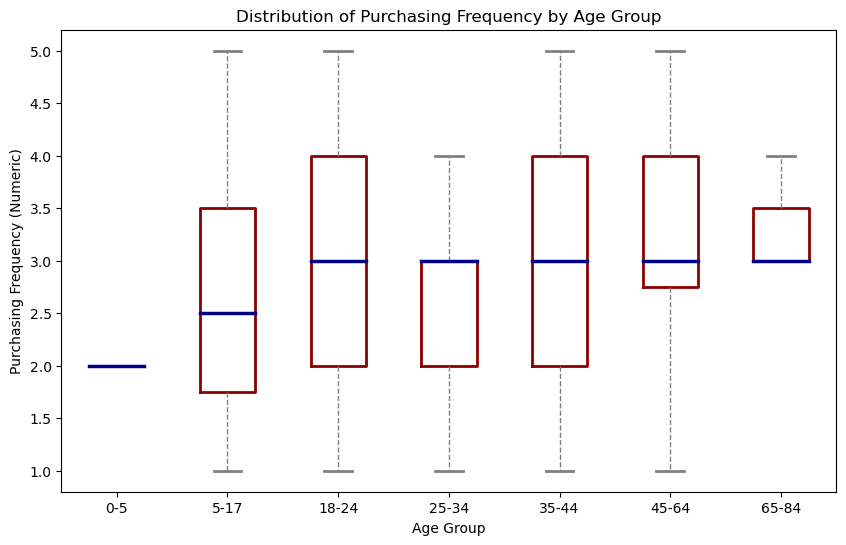 Distribution of Purchasing Frequency by Age Group
Purchasing Frequency (Numeric)
5.0
4.5
4.0
3.5
3.0
2.5
2.0
1.5
1.0
0-5 5-17 18-24 25-34 35-44 45-64 65-84
Age Group